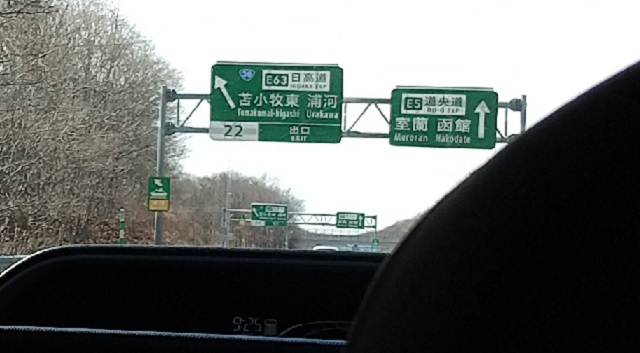 E63 日高道
HIDAKA EXP
苫小牧東 浦河
Tomakomai-higashi Urakawa
22 出口
EXIT
E5 道央道
DO-O EXP
室蘭 函館
Muroran Hakodate
9:25